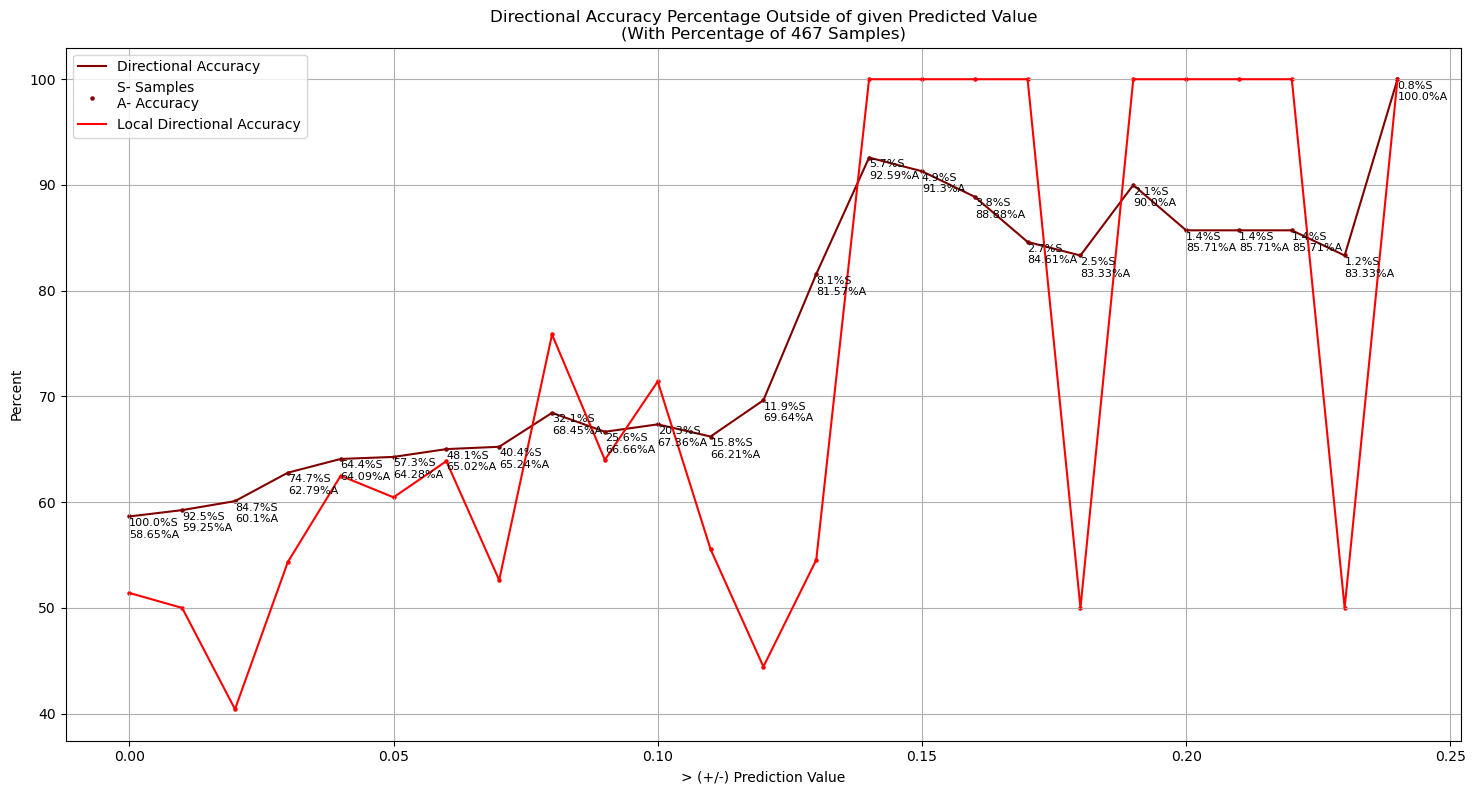 Directional Accuracy Percentage Outside of given Predicted Value
(With Percentage of 467 Samples)
Directional Accuracy
S- Samples
A- Accuracy
Local Directional Accuracy
Percent
100
90
80
70
60
50
40
100.0%S
58.65%A
92.5%S
59.25%A
84.7%S
60.1%A
74.7%S
62.79%A
64.4%S
64.09%A
57.3%S
64.28%A
48.1%S
65.02%A
40.4%S
65.24%A
32.1%S
68.45%A
25.6%S
66.66%A
20.3%S
67.36%A
15.8%S
66.21%A
11.9%S
69.64%A
8.1%S
81.57%A
5.7%S
92.59%A
4.9%S
91.3%A
3.8%S
88.88%A
2.7%S
84.61%A
2.5%S
83.33%A
2.1%S
90.0%A
1.4%S
85.71%A
1.4%S
85.71%A
1.4%S
85.71%A
1.2%S
83.33%A
0.8%S
100.0%A
0.00
0.05
0.10
0.15
0.20
0.25
> (+/-) Prediction Value